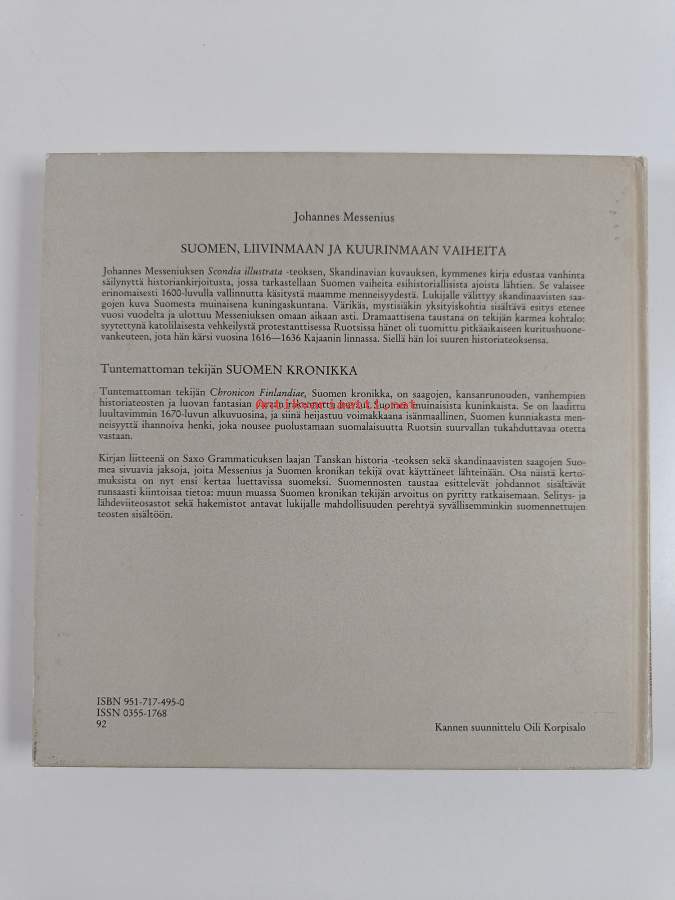 Johannes Messenius
SUOMEN, LIIVINMAAN JA KUURINMAAN VAIHEITA
Johannes Messeniuksen Scondia illustrata -teoksen, Skandinavian kuvauksen, kymmenes kirja edustaa vanhinta
säilynyttä historiankirjoitusta, jossa tarkastellaan Suomen vaiheita esihistoriallisista ajoista lähtien. Se valaisee
erinomaisesti 1600-luvulla vallinnutta käsitystä maamme menneisyydestä. Lukijalle välittyy skandinaavisten saa-
gojen kuva Suomesta muinaisena kuningaskuntana. Värikäs, mystisiäkin yksityiskohtia sisältävä esitys etenee
vuosi vuodelta ja ulottuu Messeniuksen omaan aikaan asti. Dramaattisena taustana on tekijän karmea kohtalo:
syytettynä katolilaisesta vehkeilystä protestanttisessa Ruotsissa hänet oli tuomittu pitkäaikaiseen kuritushuone-
vankeuteen, jota hän kärsi vuosina 1616—1636 Kajaanin linnassa. Siellä hän loi suuren historiateoksensa.
Tuntemattoman tekijän SUOMEN KRONIKKA
Tuntemattoman tekijän Chronicon Finlandiae, Suomen kronikka, on saagojen, kansanrunouden, vanhempien
historiateosten ja luovan fantasian varaan rakennettu kuvaus Suomen muinaisista kuninkaista. Se on laadittu
Antikvariaatti.net
luultavimmin 1670-luvun alkuvuosina, ja siinä heijastuu voimakkaana isänmaallinen, Suomen kunniakasta men-
neisyyttä ihannoiva henki, joka nousee puolustamaan suomalaisuutta Ruotsin suurvallan tukahduttavaa otetta
vastaan.
Kirjan liitteenä on Saxo Grammaticuksen laajan Tanskan historia -teoksen sekä skandinaavisten saagojen Suo-
mea sivuavia jaksoja, joita Messenius ja Suomen kronikan tekijä ovat käyttäneet lähteinään. Osa näistä kerto-
muksista on nyt ensi kertaa luettavissa suomeksi. Suomennosten taustaa esittelevät johdannot sisältävät
runsaasti kiintoisaa tietoa: muun muassa Suomen kronikan tekijän arvoitus on pyritty ratkaisemaan. Selitys- ja
lähdeviiteosastot sekä hakemistot antavat lukijalle mahdollisuuden perehtyä syvällisemminkin suomennettujen
teosten sisältöön.
ISBN 951-717-495-0
ISSN 0355-1768
92
Kannen suunnittelu Oili Korpisalo